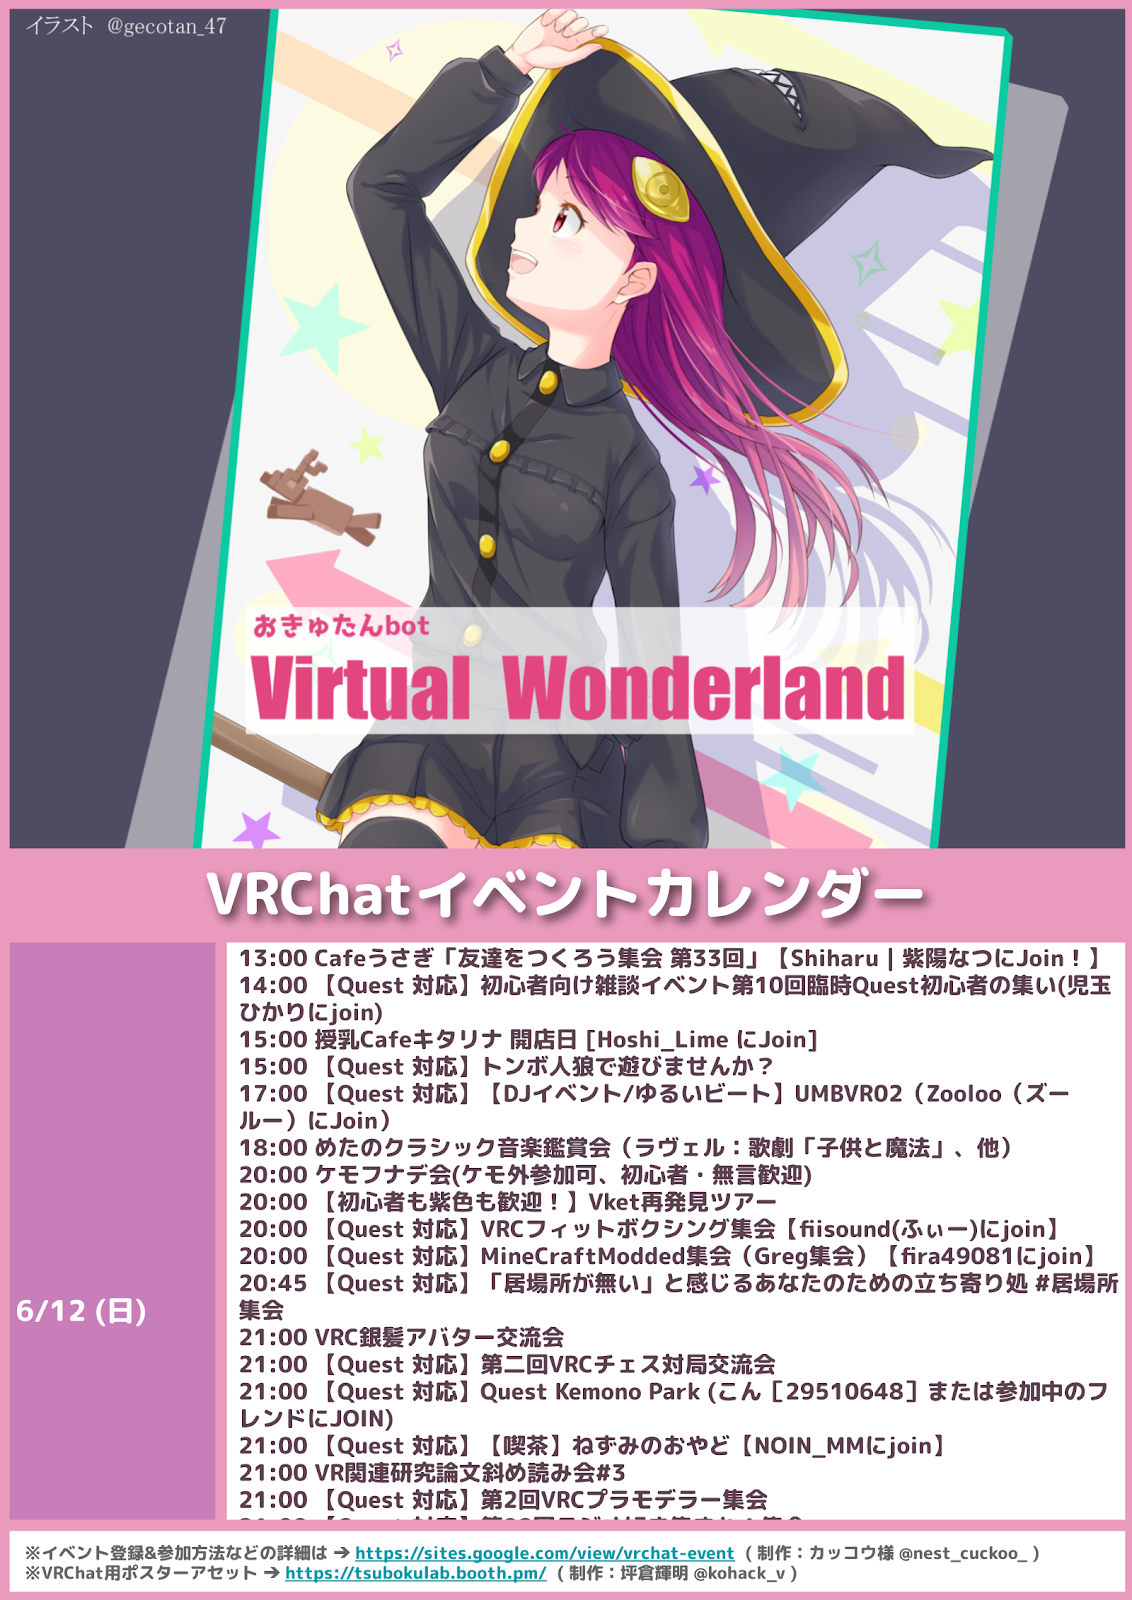 イラスト @gecotan_47
おきゅたんbot
Virtual Wonderland
VRChatイベントカレンダー
6/12 (日)
13:00 Cafeうさぎ「友達をつくろう集会 第33回」【Shiharu | 紫陽なつにJoin！】
14:00 【Quest 対応】初心者向け雑談イベント第10回臨時Quest初心者の集い(児玉
ひかりにjoin)
15:00 授乳Cafeキタリナ 開店日 [Hoshi_Lime にJoin]
15:00 【Quest 対応】トンボ人狼で遊びませんか？
17:00 【Quest 対応】【DJイベント/ゆるいビート】UMBVR02（Zooloo（ズー
ルー）にJoin）
18:00 めたのクラシック音楽鑑賞会（ラヴェル：歌劇「子供と魔法」、他）
20:00 ケモフナデ会(ケモ外参加可、初心者・無言歓迎)
20:00 【初心者も紫色も歓迎！】Vket再発見ツアー
20:00 【Quest 対応】VRCフィットボクシング集会【fiisound(ふぃー)にjoin】
20:00 【Quest 対応】MineCraftModded集会（Greg集会）【fira49081にjoin】
20:45 【Quest 対応】「居場所が無い」と感じるあなたのための立ち寄り処 #居場所
集会
21:00 VRC銀髪アバター交流会
21:00 【Quest 対応】第二回VRCチェス対局交流会
21:00 【Quest 対応】Quest Kemono Park (こん［29510648］または参加中のフ
レンドにJOIN)
21:00 【Quest 対応】【喫茶】ねずみのおやど【NOIN_MMにjoin】
21:00 VR関連研究論文斜め読み会#3
21:00 【Quest 対応】第2回VRCプラモデラー集会
※イベント登録&参加方法などの詳細は → https://sites.google.com/view/vrchat-event （制作：カッコウ様 @nest_cuckoo_ ）
※VRChat用ポスターアセット → https://tsubokulab.booth.pm/ （制作：坪倉輝明 @kohack_v ）